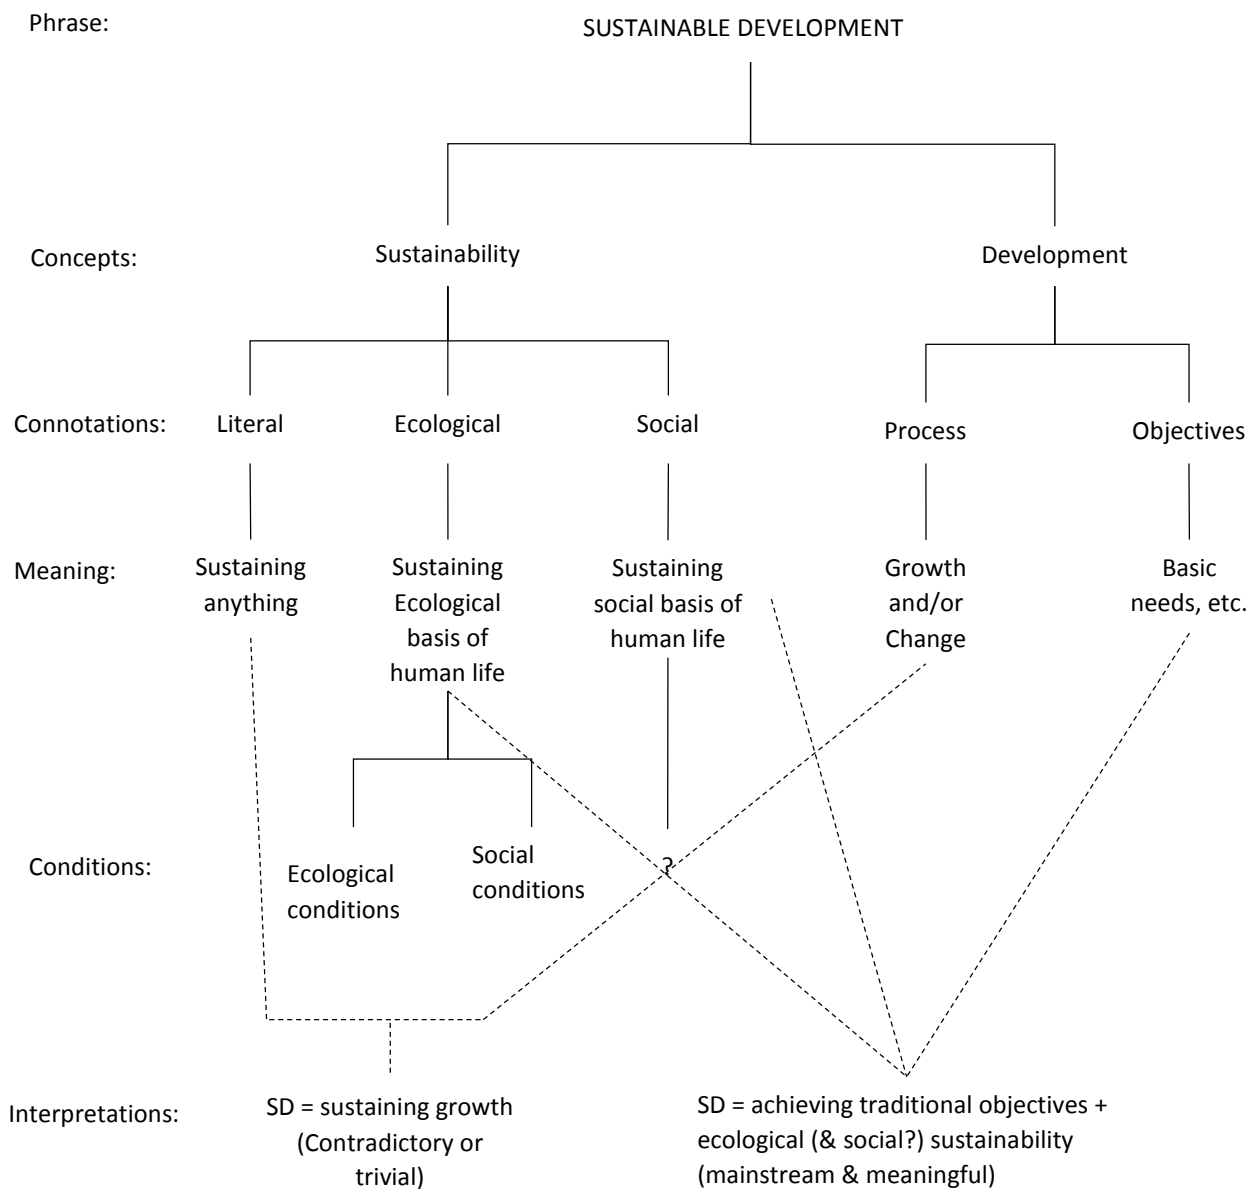 Phrase:
SUSTAINABLE DEVELOPMENT
Concepts:
Sustainability
Development
Connotations:
Literal
Ecological
Social
Process
Objectives
Meaning:
Sustaining
anything
Sustaining
Ecological
basis of
human life
Sustaining
social basis of
human life
Growth
and/or
Change
Basic
needs, etc.
Conditions:
Ecological
conditions
Social
conditions
?
Interpretations:
SD = sustaining growth
(Contradictory or
trivial)
SD = achieving traditional objectives +
ecological (& social?) sustainability
(mainstream & meaningful)